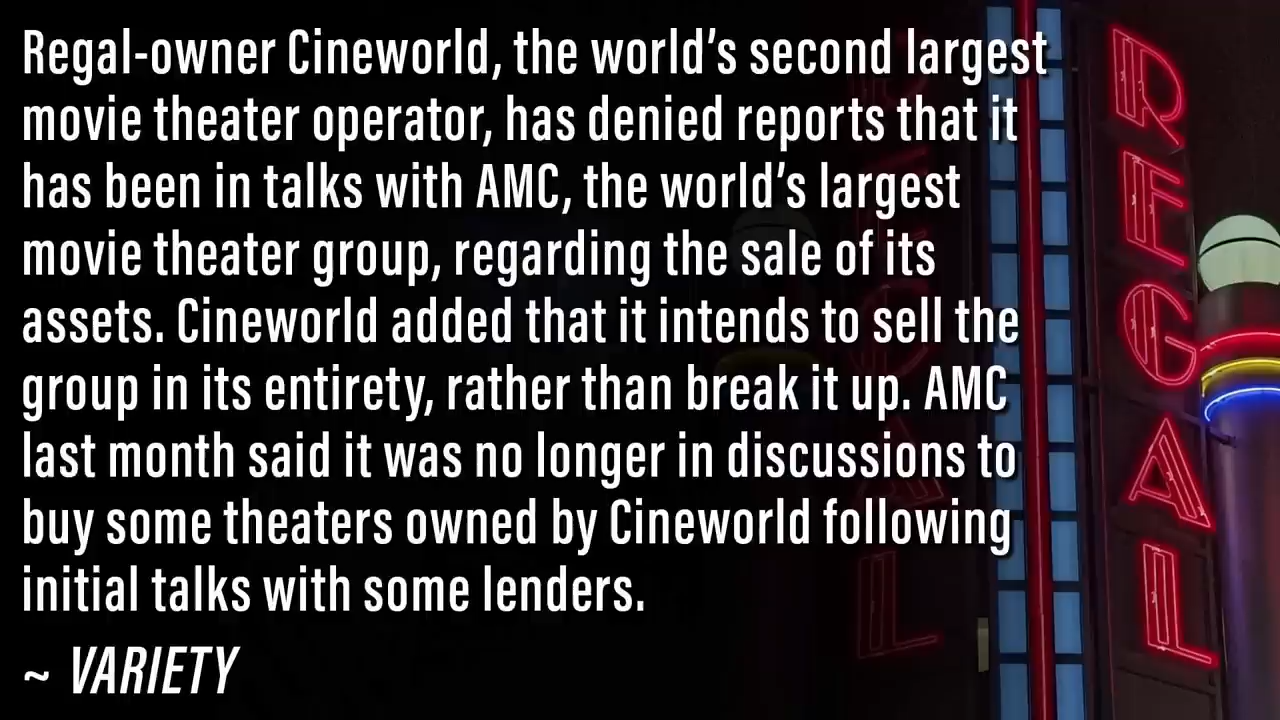 Regal-owner Cineworld, the world’s second largest
movie theater operator, has denied reports that it
has been in talks with AMC, the world’s largest
movie theater group, regarding the sale of its
assets. Cineworld added that it intends to sell the
group in its entirety, rather than break it up. AMC
last month said it was no longer in discussions to
buy some theaters owned by Cineworld following
initial talks with some lenders.
~ VARIETY
REGAL
REGAL